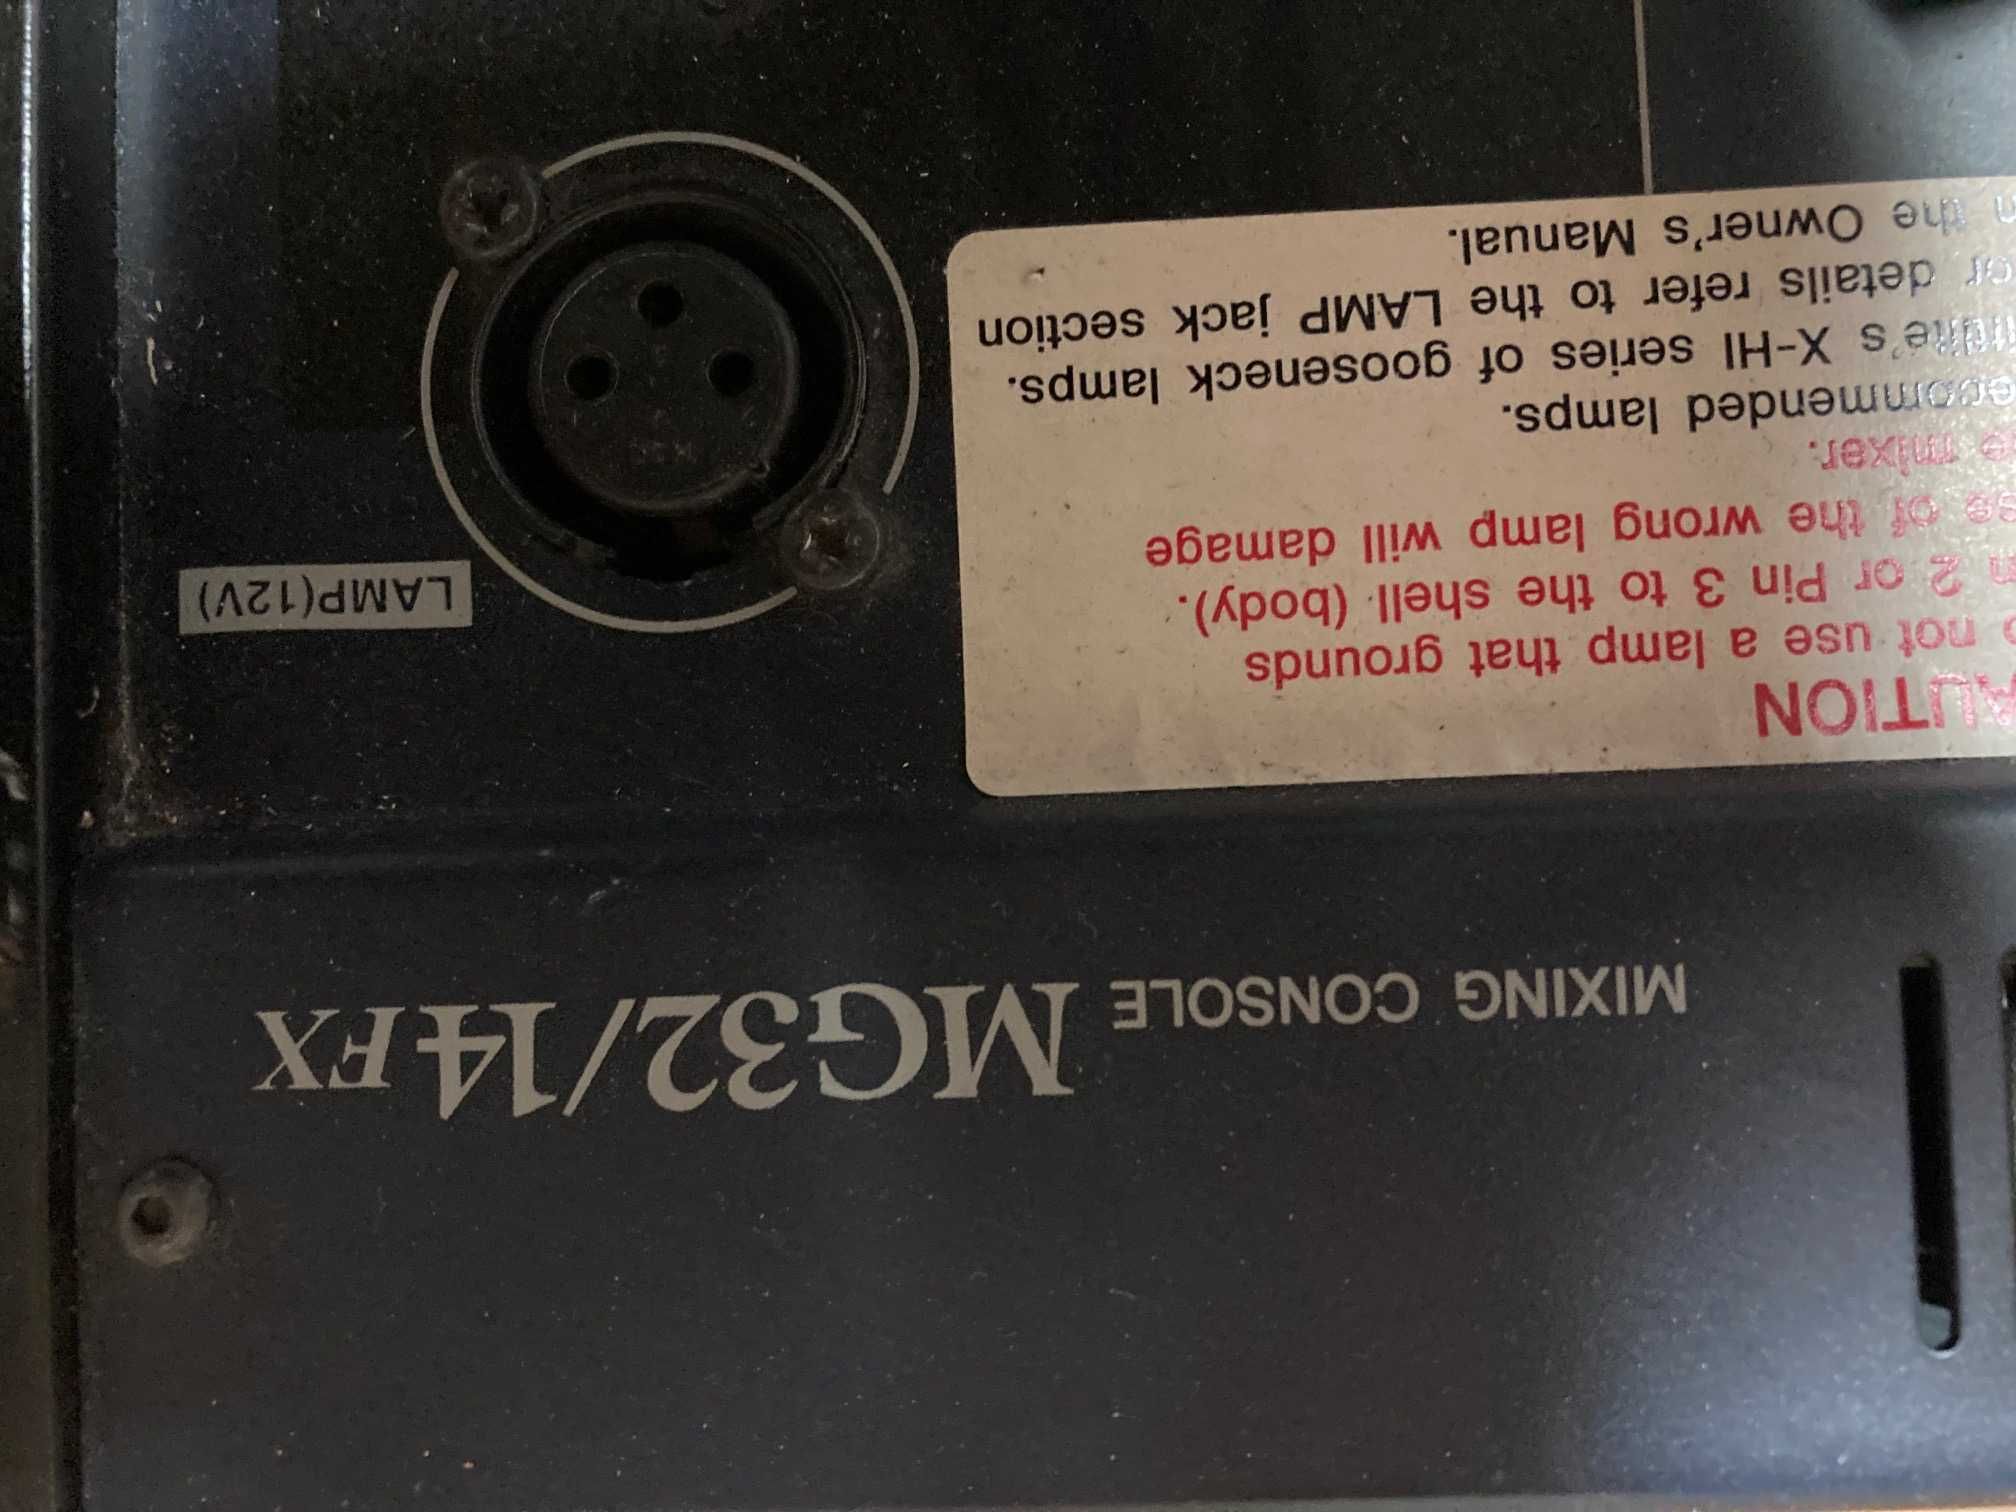 MIXING CONSOLE MG32/14FX
AUTION
not use a lamp that grounds
n 2 or Pin 3 to the shell (body).
se of the wrong lamp will damage
e mixer.
ecommended lamps.
X-HI series of gooseneck lamps.
or details refer to the LAMP jack section
n the Owner's Manual.
LAMP(12V)